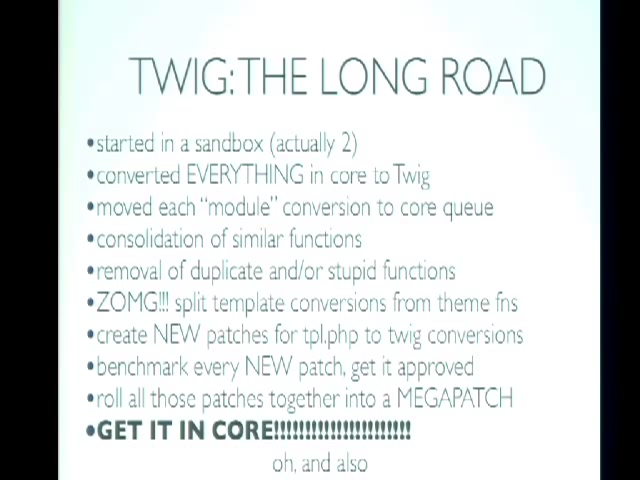 TWIG: THE LONG ROAD
•started in a sandbox (actually 2)
•converted EVERYTHING in core to Twig
•moved each “module” conversion to core queue
•consolidation of similar functions
•removal of duplicate and/or stupid functions
•ZOMG!!! split template conversions from theme fns
•create NEW patches for tpl.php to twig conversions
•benchmark every NEW patch, get it approved
•roll all those patches together into a MEGAPATCH
•GET IT IN CORE!!!!!!!!!!!!!!!!!!!!!!
oh, and also